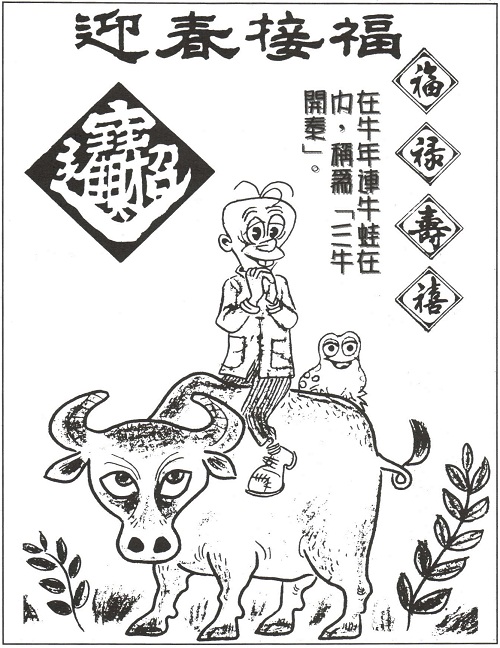 迎春接福
招財進寶
福
禄
壽
禧
在牛年連牛蛙在
內，稱爲「三牛
開泰」。